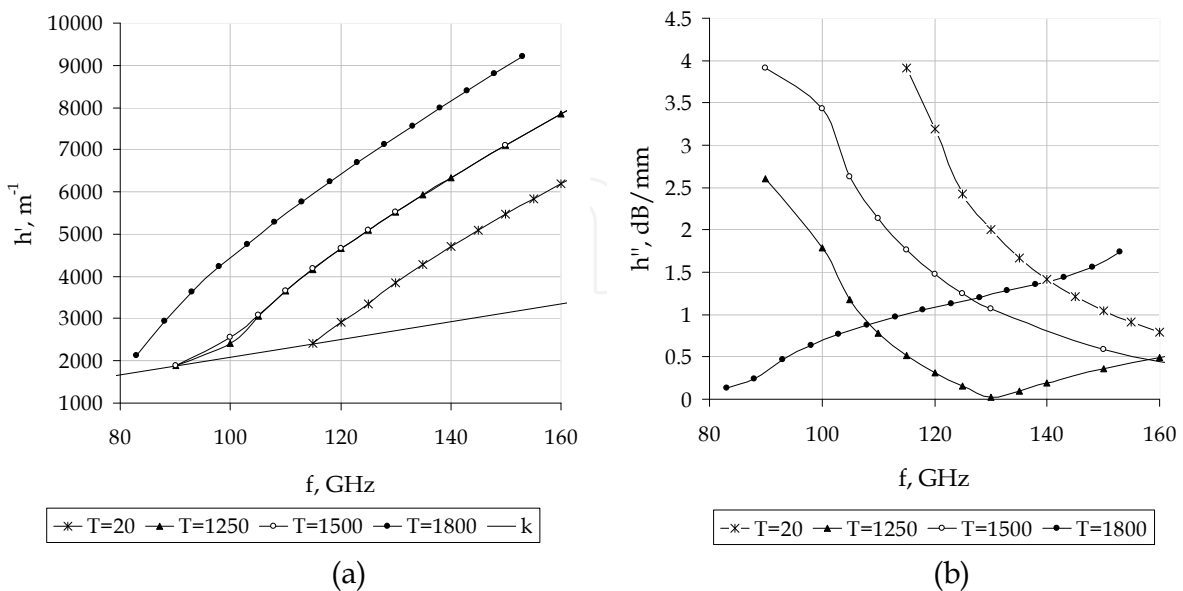 10000
9000
8000
7000
6000
5000
4000
3000
2000
1000
h', m⁻¹
80 100 120 140 160
f, GHz
T=20 T=1250 T=1500 T=1800 k
(a)
4.5
4
3.5
3
2.5
2
1.5
1
0.5
0
h'', dB/mm
80 100 120 140 160
f, GHz
T=20 T=1250 T=1500 T=1800
(b)